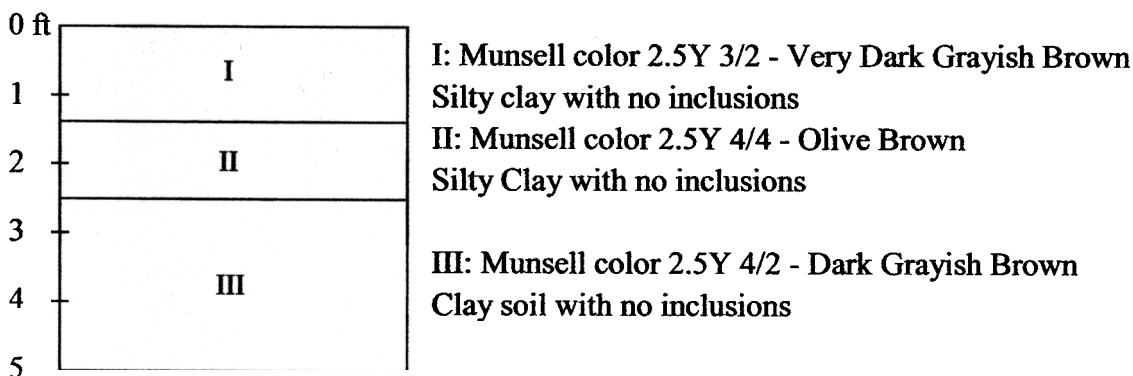 0 ft
I
I: Munsell color 2.5Y 3/2 - Very Dark Grayish Brown
1
Silty clay with no inclusions
II: Munsell color 2.5Y 4/4 - Olive Brown
2
II
Silty Clay with no inclusions
3
III
III: Munsell color 2.5Y 4/2 - Dark Grayish Brown
4
Clay soil with no inclusions
5